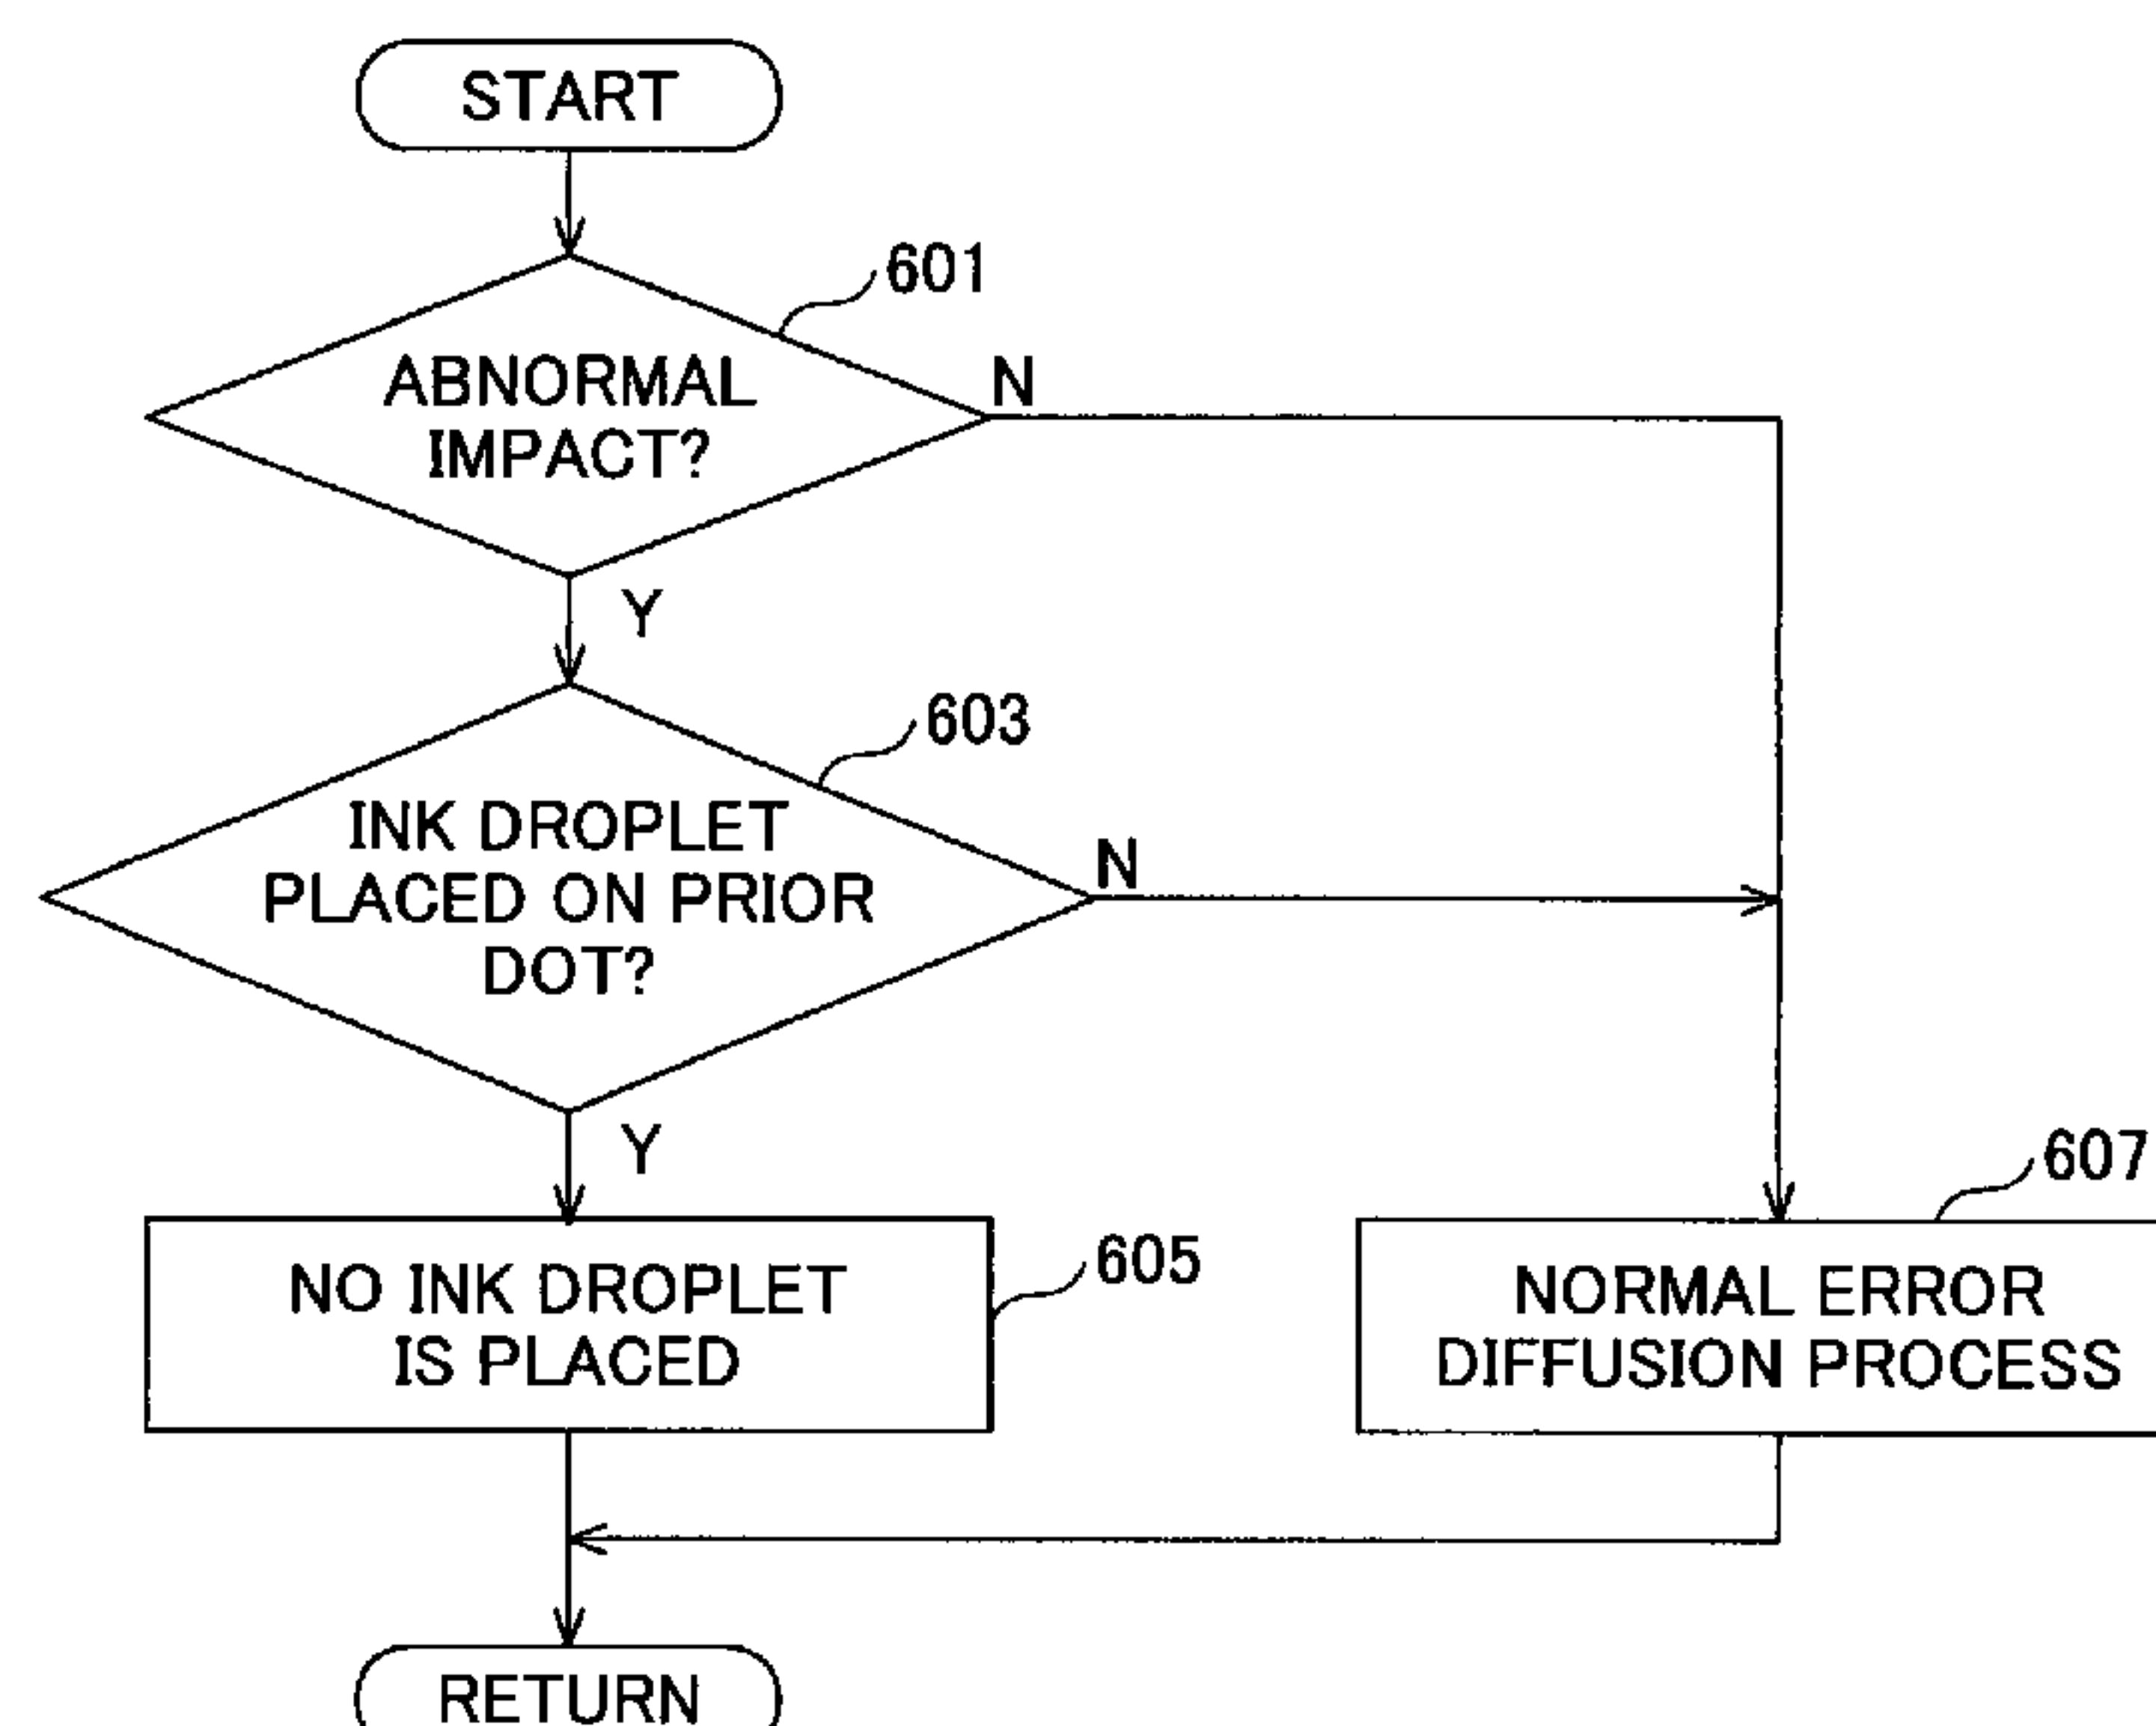 START
601
ABNORMAL
IMPACT?
N
Y
603
INK DROPLET
PLACED ON PRIOR
DOT?
N
Y
607
605
NO INK DROPLET
IS PLACED
NORMAL ERROR
DIFFUSION PROCESS
RETURN